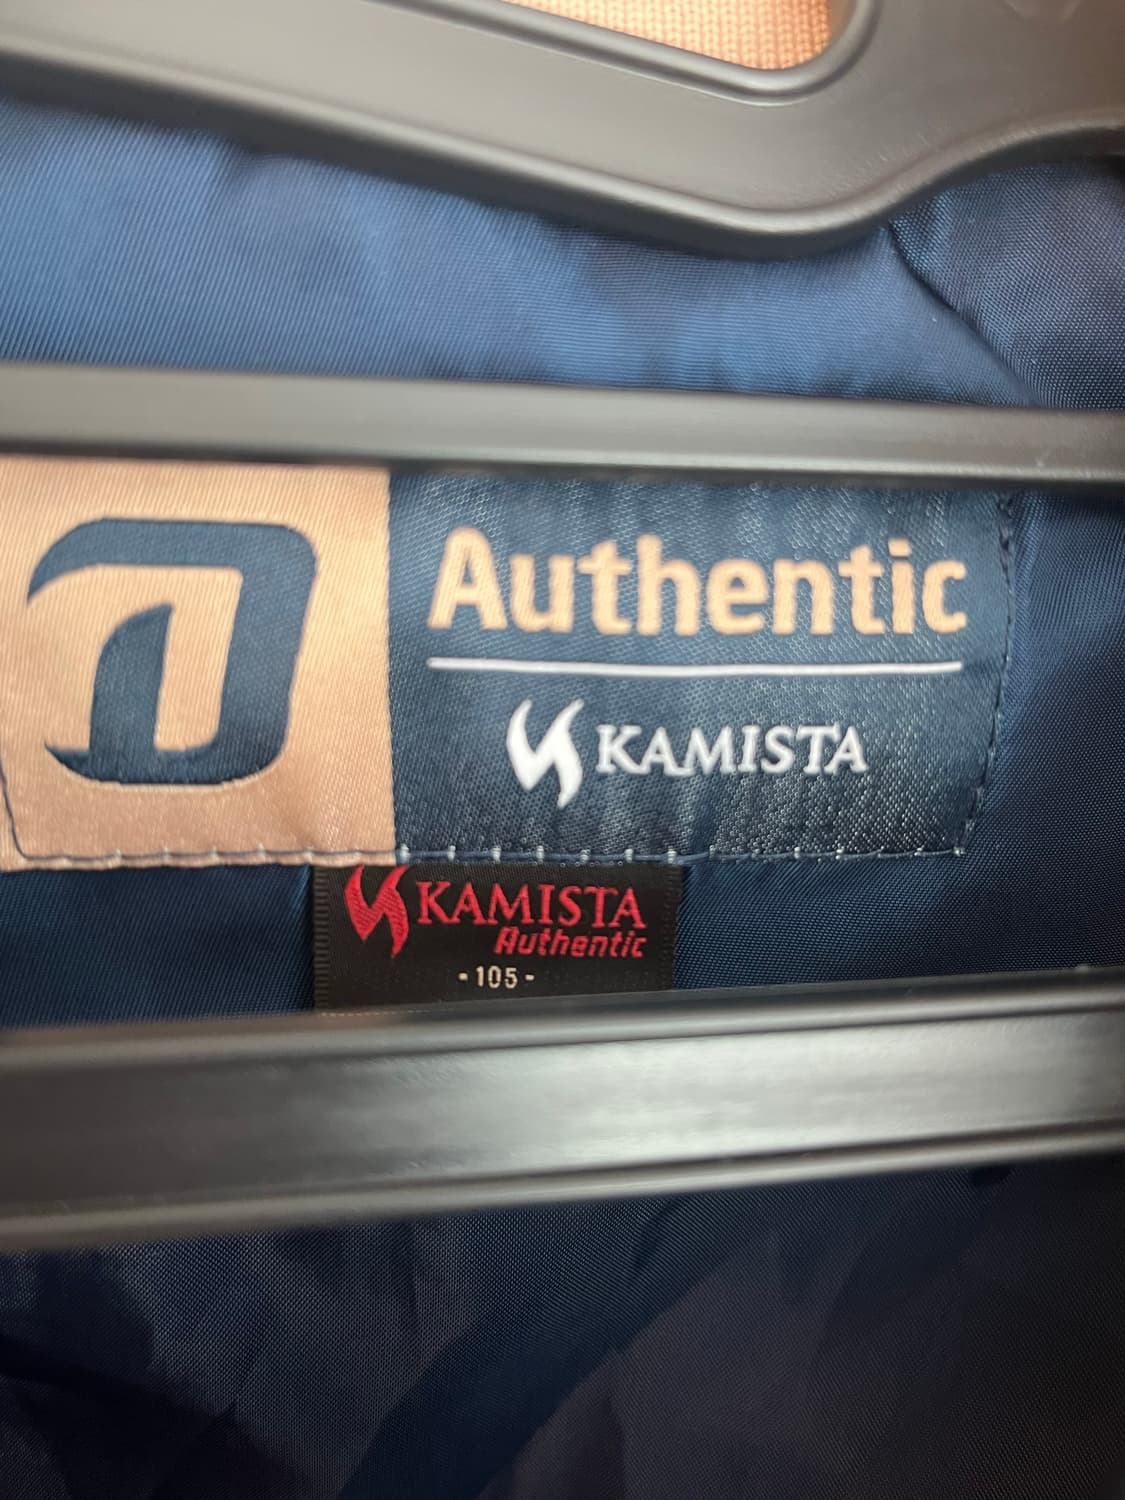 D
Authentic
KAMISTA
KAMISTA
Authentic
-105-